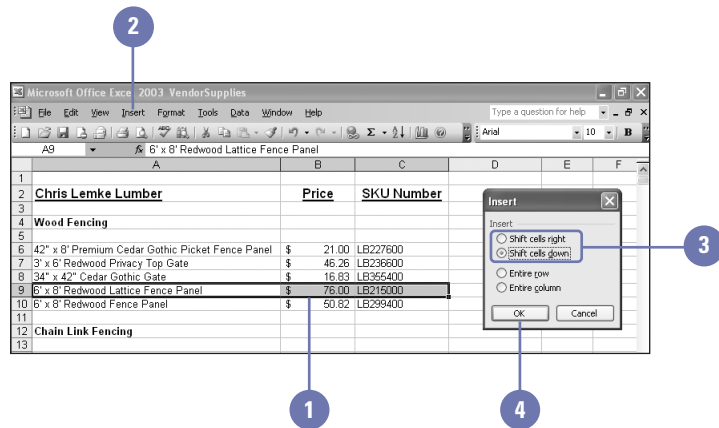 2
Microsoft Office Excel 2003 VendorSupplies
File Edit View Insert Format Tools Data Window Help Type a question for help
Arial 10 B
A9 fx 6' x 8' Redwood Lattice Fence Panel
A B C D E F
1
2 Chris Lemke Lumber Price SKU Number
3
4 Wood Fencing
5
6 42" x 8' Premium Cedar Gothic Picket Fence Panel $ 21.00 LB227600
7 3' x 6' Redwood Privacy Top Gate $ 46.26 LB236600
8 34" x 42" Cedar Gothic Gate $ 16.83 LB355400
9 6' x 8' Redwood Lattice Fence Panel $ 76.00 LB215000
10 6' x 8' Redwood Fence Panel $ 50.82 LB299400
11
12 Chain Link Fencing
13
Insert
Insert
Shift cells right
Shift cells down
Entire row
Entire column
OK Cancel
3
1
4